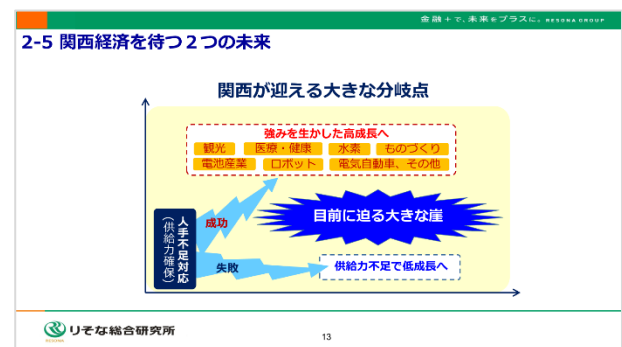 金融+で、未来をプラスに。RESONA GROUP
2-5 関西経済を待つ２つの未来
関西が迎える大きな分岐点
強みを生かした高成長へ
観光 医療・健康 水素 ものづくり
電池産業 ロボット 電気自動車、その他
目前に迫る大きな崖
成功
人手不足対応
（供給力確保）
失敗
供給力不足で低成長へ
RESONA
りそな総合研究所
13